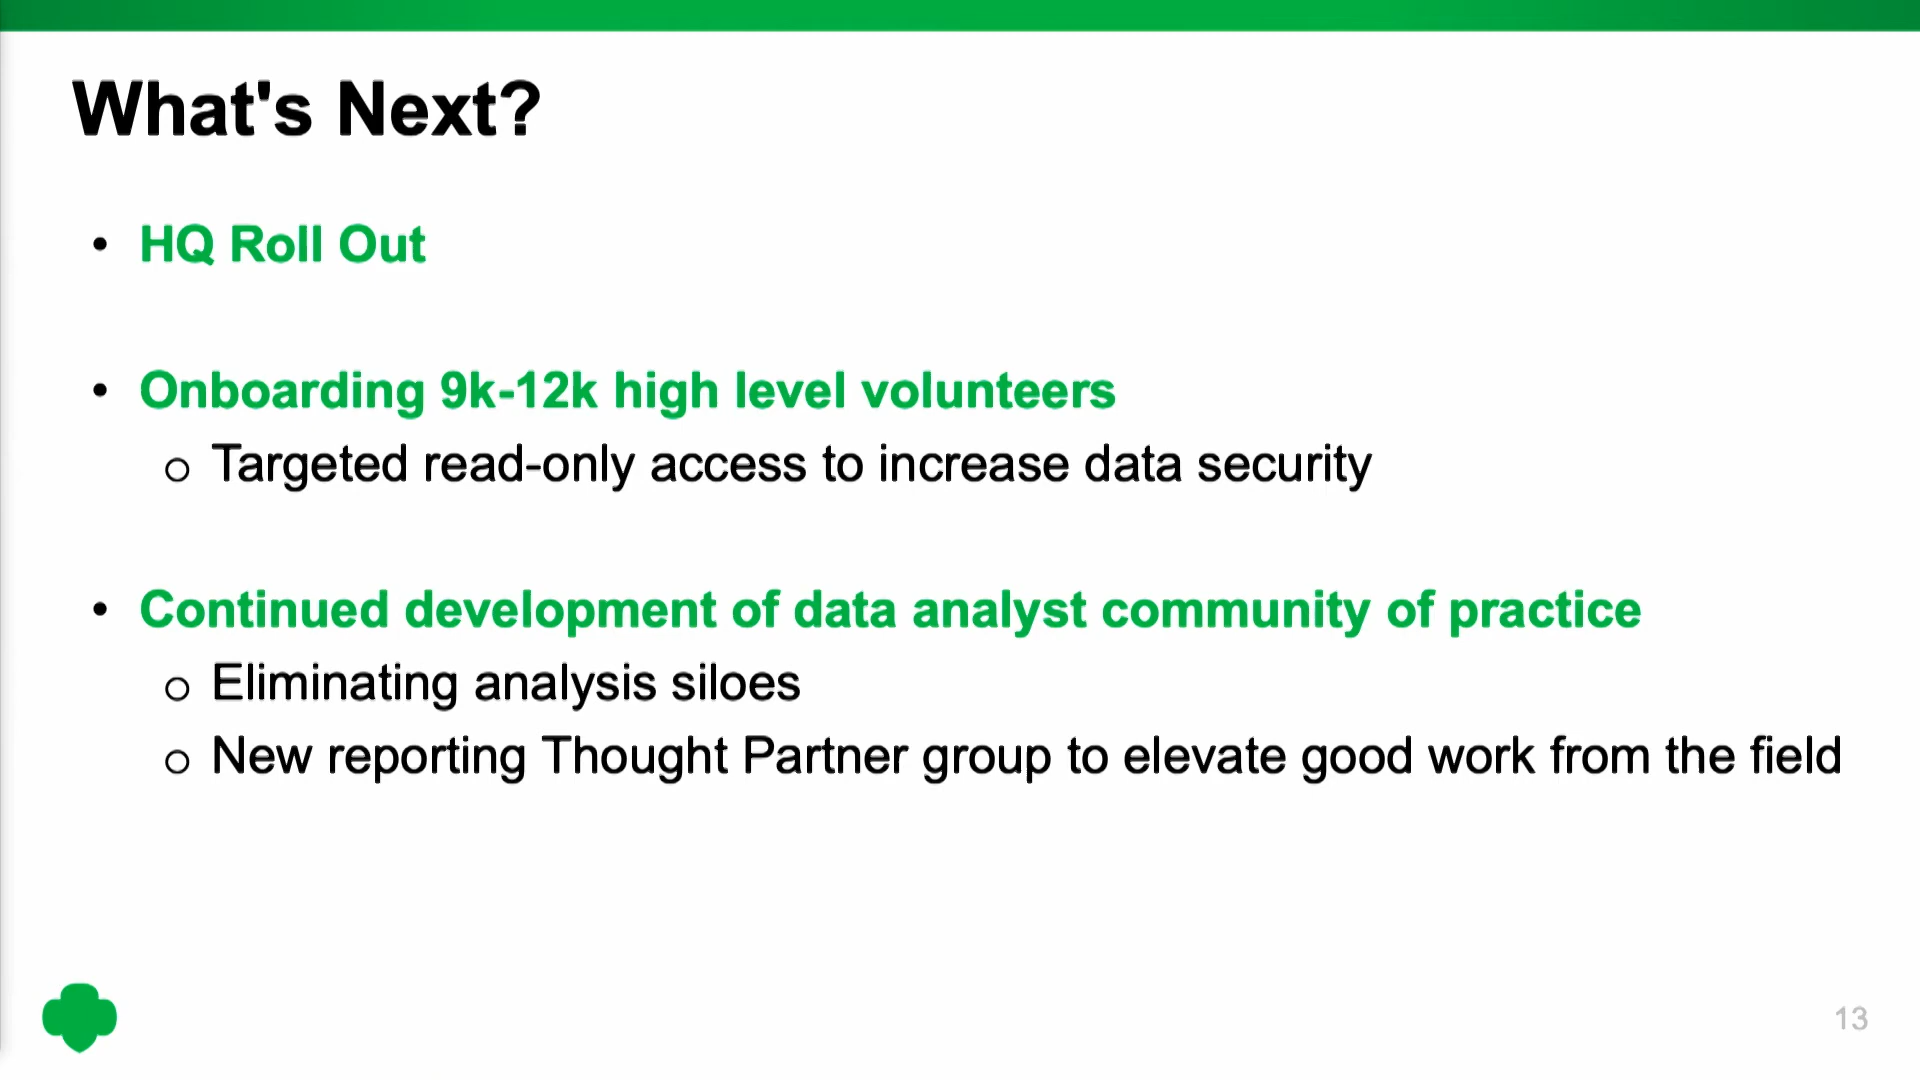 What's Next?
• HQ Roll Out
• Onboarding 9k-12k high level volunteers
o Targeted read-only access to increase data security
• Continued development of data analyst community of practice
o Eliminating analysis siloes
o New reporting Thought Partner group to elevate good work from the field
13